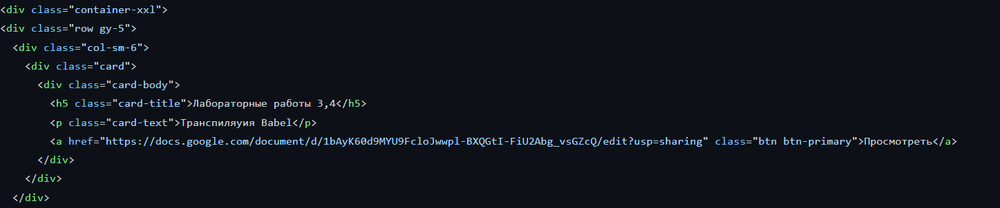 <div class="container-xxl">
<div class="row gy-5">
<div class="col-sm-6">
<div class="card">
<div class="card-body">
<h5 class="card-title">Лабораторные работы 3,4</h5>
<p class="card-text">Транспиляуия Babel</p>
<a href="https://docs.google.com/document/d/1bAyK60d9MYU9FcloJwwpl-BXQGtI-FiU2Abg_vsGZcQ/edit?usp=sharing" class="btn btn-primary">Просмотреть</a>
</div>
</div>
</div>